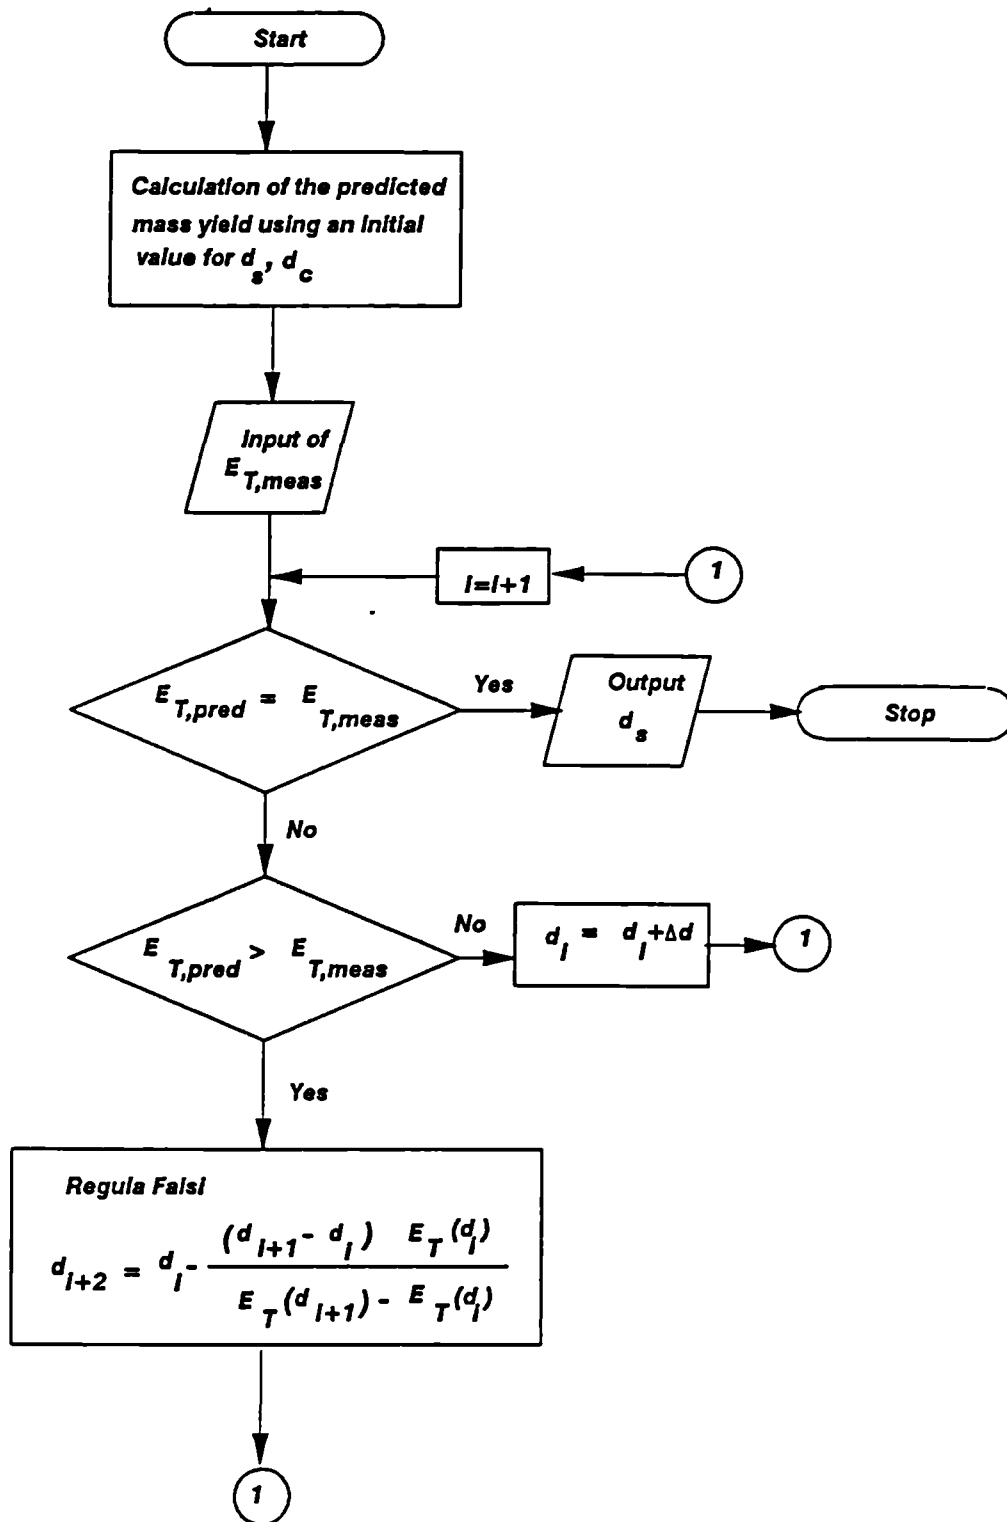 Start
Calculation of the predicted
mass yield using an initial
value for d_s, d_c
Input of
E_T,meas
i=i+1
1
E_T,pred = E_T,meas
Yes
Output
d_s
Stop
No
E_T,pred > E_T,meas
No
d_i = d_i+Δd
1
Yes
Regula Falsi
d_i+2 = d_i - (d_i+1 - d_i) E_T(d_i)
E_T(d_i+1) - E_T(d_i)
1